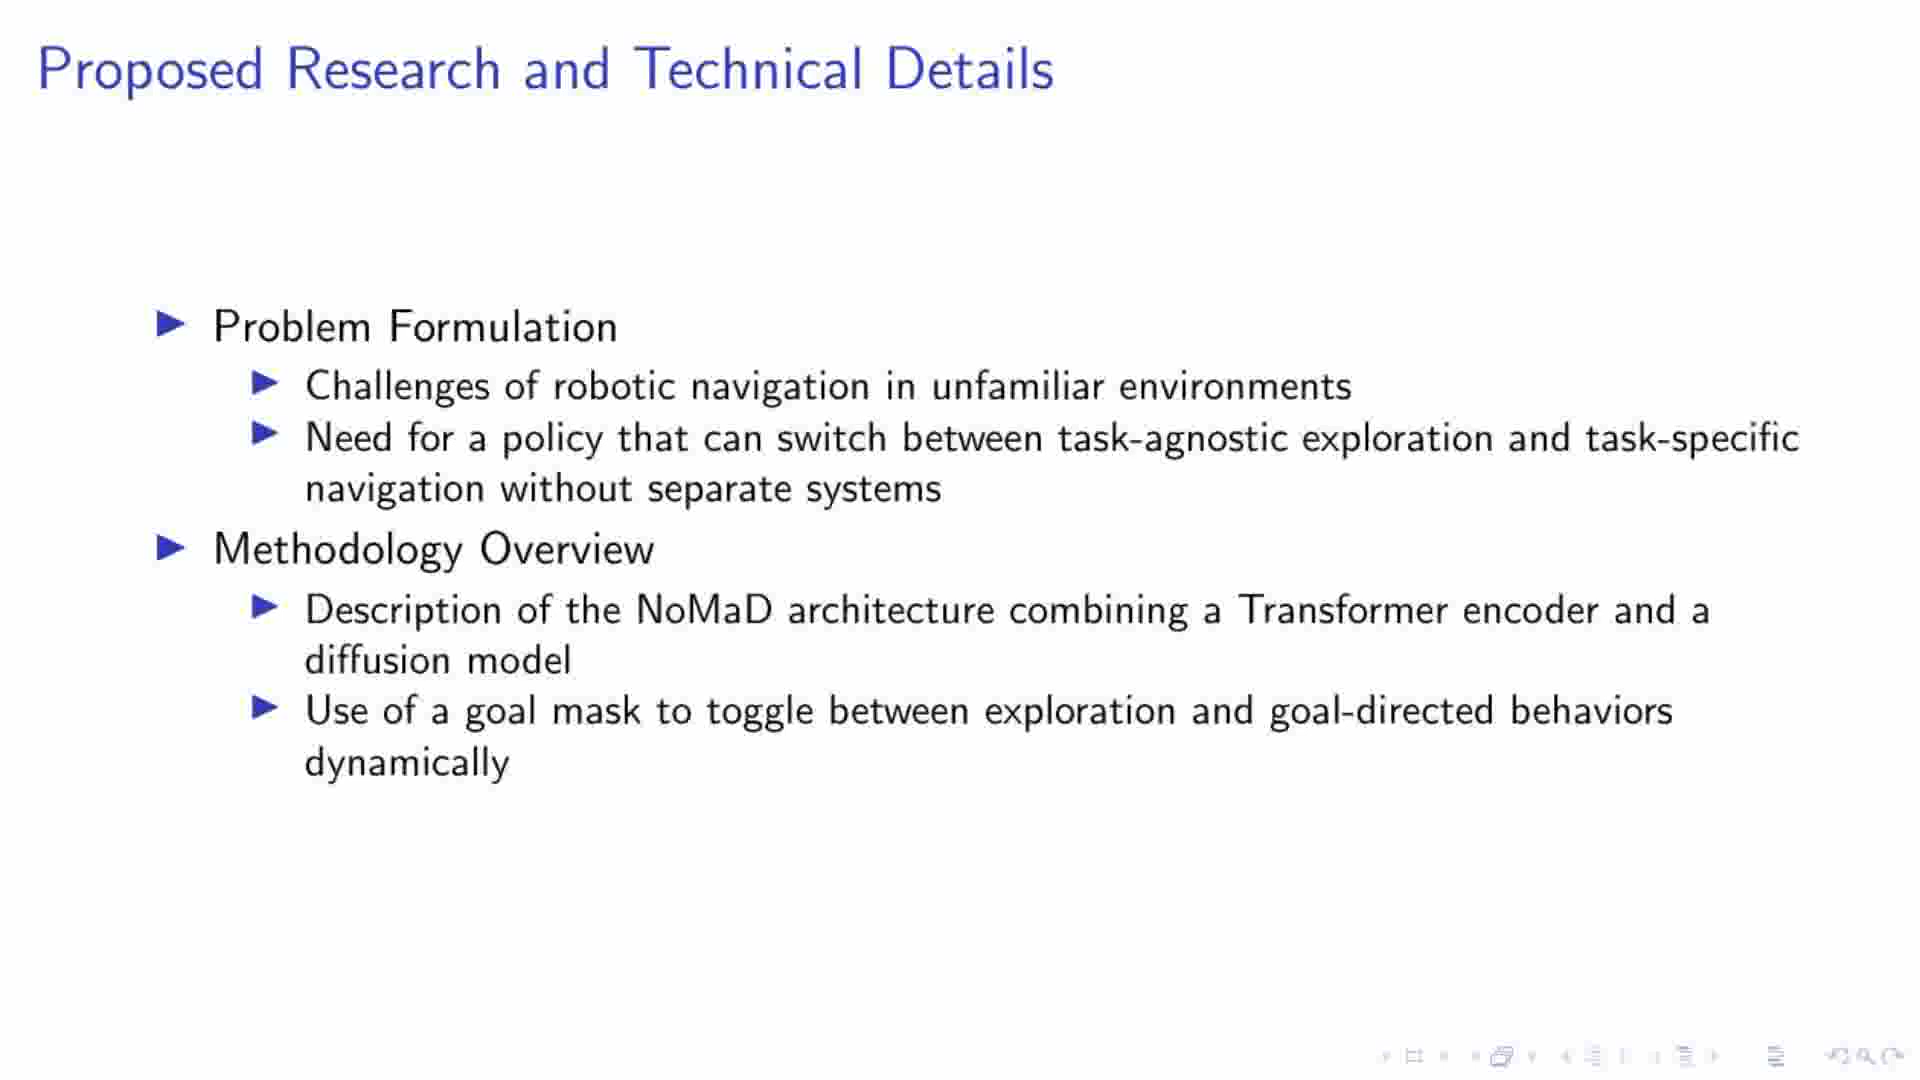 Proposed Research and Technical Details
Problem Formulation
Challenges of robotic navigation in unfamiliar environments
Need for a policy that can switch between task-agnostic exploration and task-specific
navigation without separate systems
Methodology Overview
Description of the NoMaD architecture combining a Transformer encoder and a
diffusion model
Use of a goal mask to toggle between exploration and goal-directed behaviors
dynamically